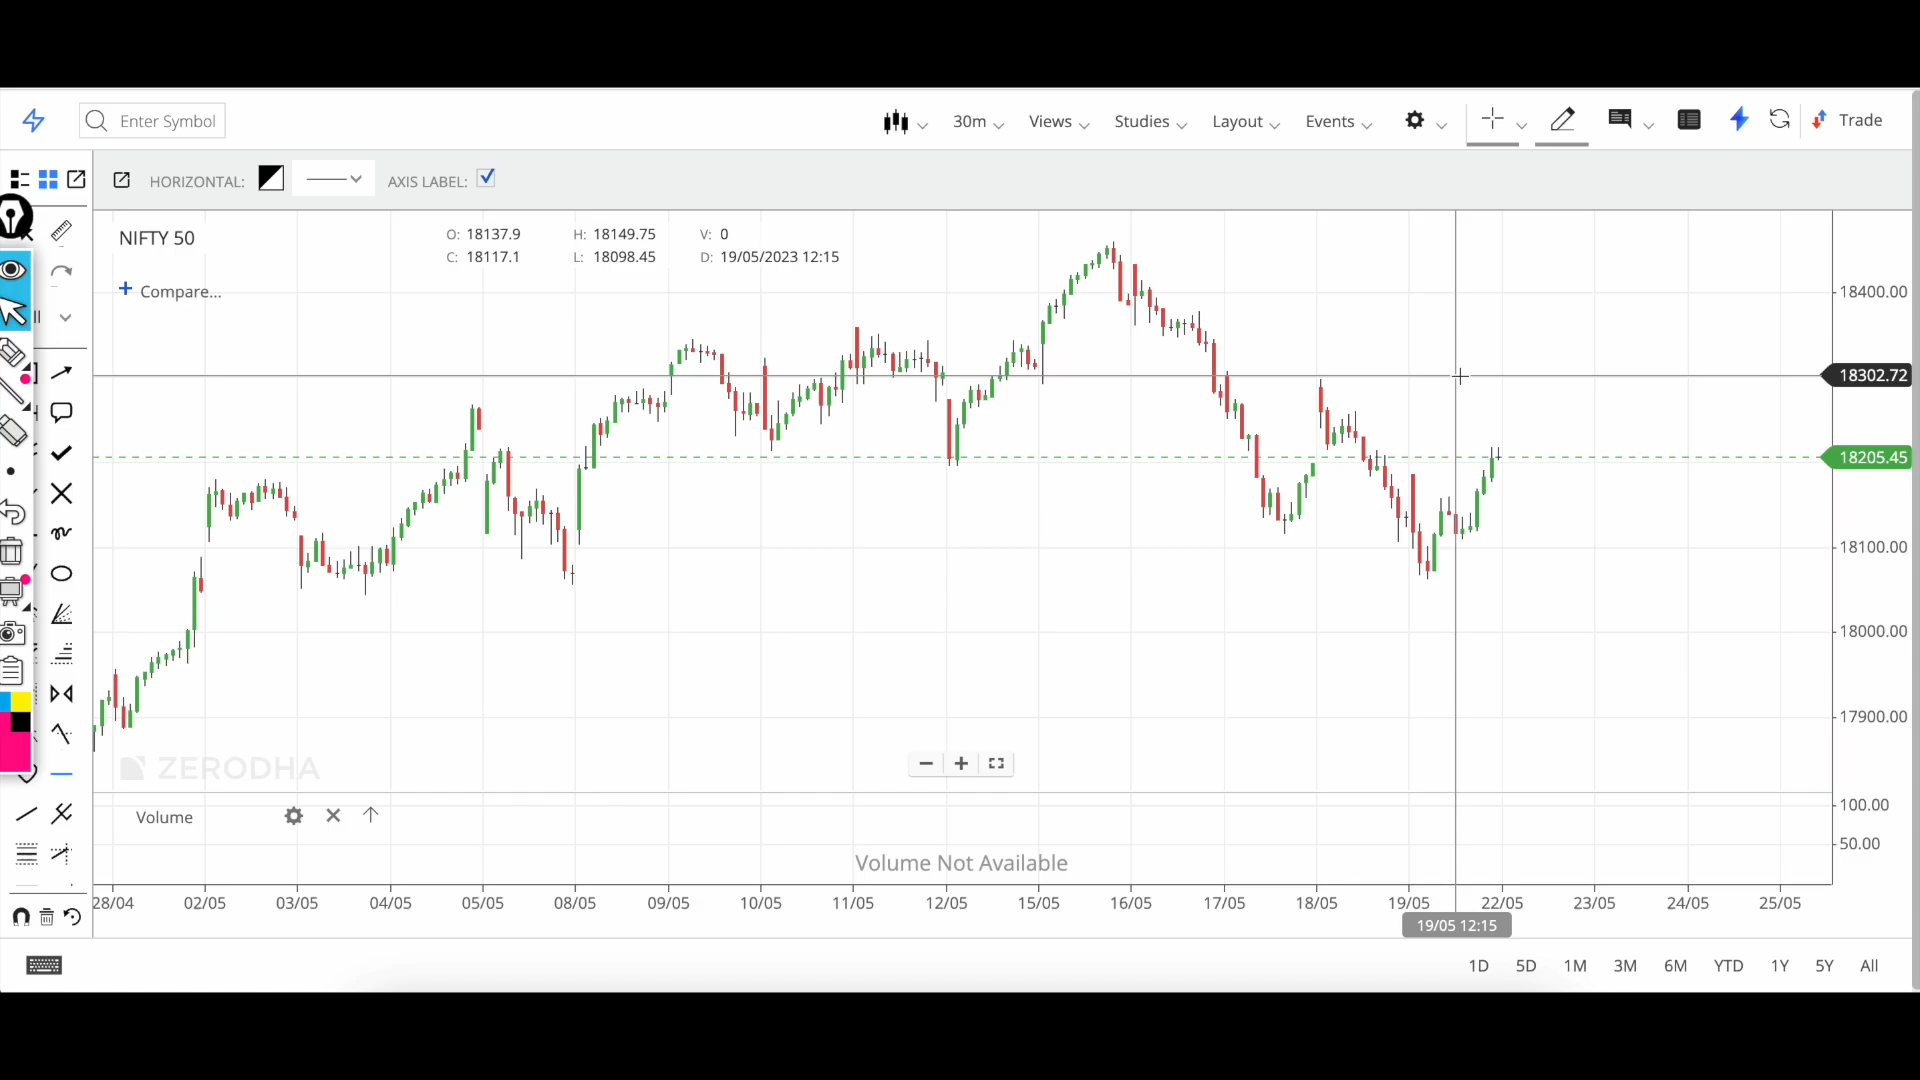 Enter Symbol
30m
Views
Studies
Layout
Events
Trade
HORIZONTAL:
AXIS LABEL:
NIFTY 50
O: 18137.9 H: 18149.75 V: 0
C: 18117.1 L: 18098.45 D: 19/05/2023 12:15
+ Compare...
18400.00
18302.72
18205.45
18100.00
18000.00
17900.00
ZERODHA
Volume
100.00
50.00
Volume Not Available
28/04 02/05 03/05 04/05 05/05 08/05 09/05 10/05 11/05 12/05 15/05 16/05 17/05 18/05 19/05 22/05 23/05 24/05 25/05
19/05 12:15
1D 5D 1M 3M 6M YTD 1Y 5Y All